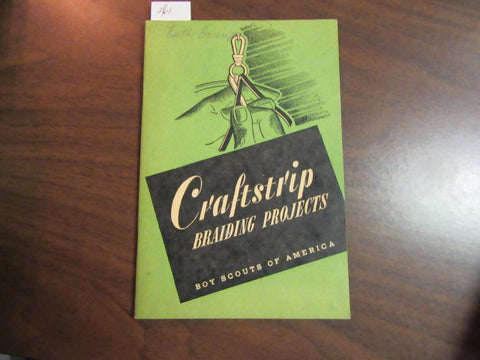 261
Craftstrip
BRAIDING PROJECTS
BOY SCOUTS OF AMERICA